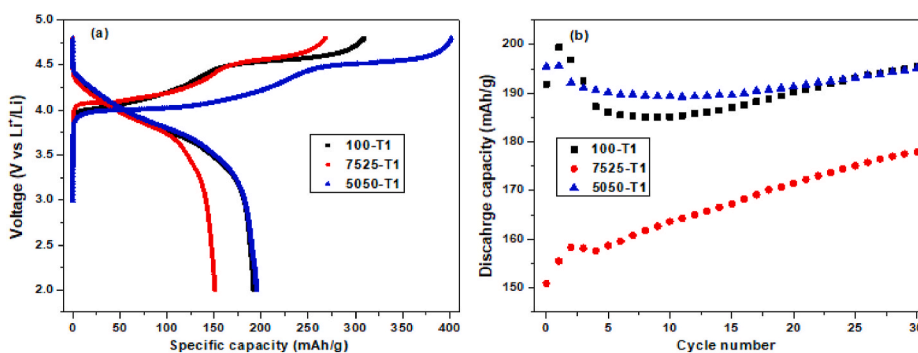 (a)
5.0
4.5
4.0
3.5
3.0
2.5
2.0
Voltage (V vs Li⁺/Li)
100-T1
7525-T1
5050-T1
0 50 100 150 200 250 300 350 400
Specific capacity (mAh/g)
(b)
200
190
180
170
160
150
Discahrge capacity (mAh/g)
100-T1
7525-T1
5050-T1
0 5 10 15 20 25 30
Cycle number